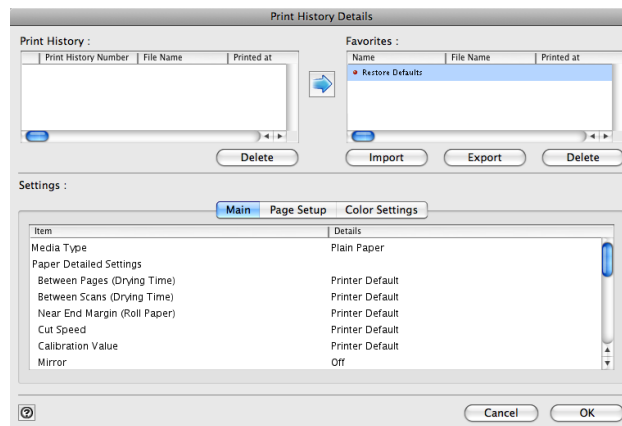 Print History Details
Print History : Favorites :
Print History Number File Name Printed at Name File Name Printed at
Restore Defaults
Delete Import Export Delete
Settings :
Main Page Setup Color Settings
Item Details
Media Type Plain Paper
Paper Detailed Settings
Between Pages (Drying Time) Printer Default
Between Scans (Drying Time) Printer Default
Near End Margin (Roll Paper) Printer Default
Cut Speed Printer Default
Calibration Value Printer Default
Mirror Off
? Cancel OK